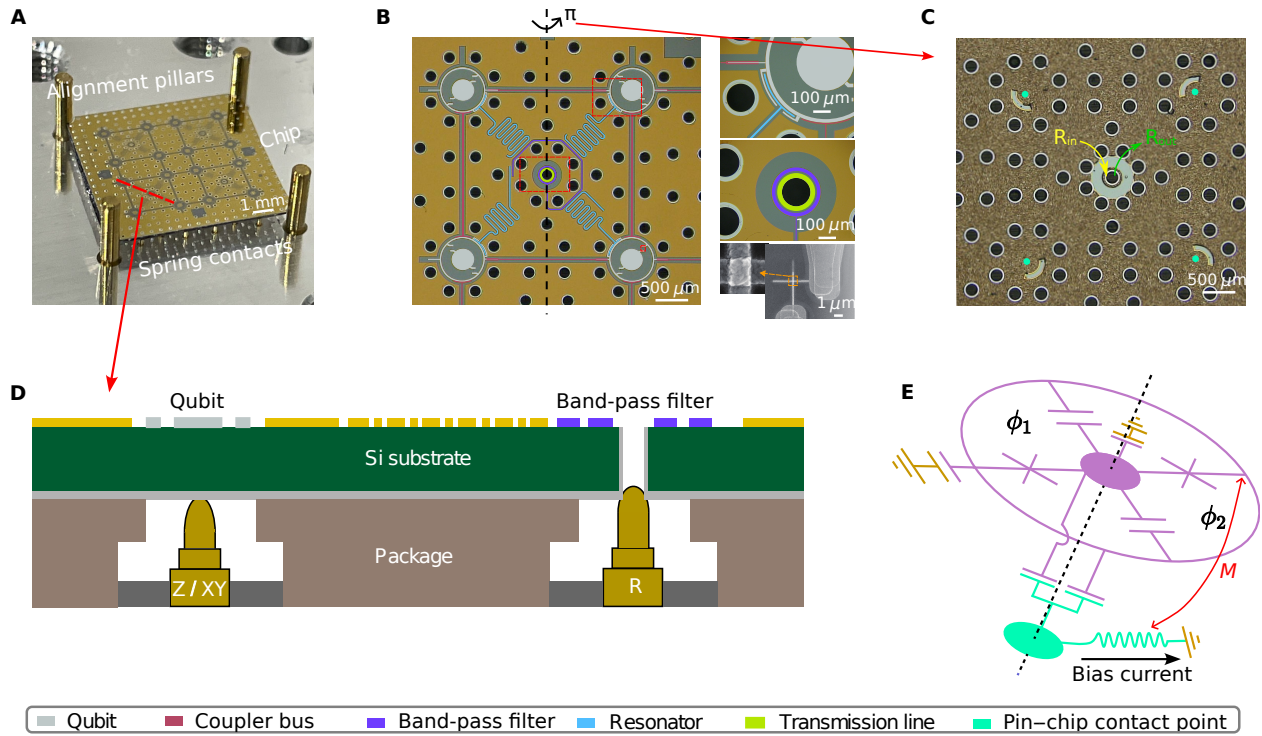 A
Alignment pillars
Chip
1 mm
Spring contacts
B
π
500 μm
100 μm
100 μm
1 μm
C
R_in
500 μm
D
Qubit
Band-pass filter
Si substrate
Package
Z / XY
R
E
ϕ₁
ϕ₂
M
Bias current
Qubit
Coupler bus
Band-pass filter
Resonator
Transmission line
Pin−chip contact point